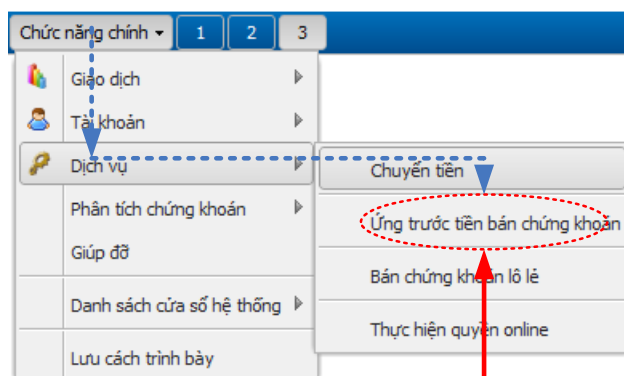 Chức năng chính 1 2 3
Giao dịch
Tài khoản
Dịch vụ
Phân tích chứng khoán
Giúp đỡ
Danh sách cửa sổ hệ thống
Lưu cách trình bày
Chuyển tiền
Ứng trước tiền bán chứng khoán
Bán chứng khoán lô lẻ
Thực hiện quyền online